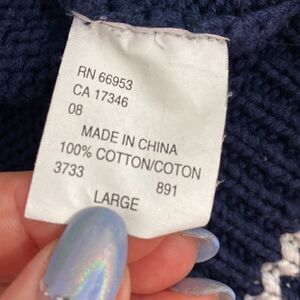 RN 66953
CA 17346
08
MADE IN CHINA
100% COTTON/COTON
3733 891
LARGE